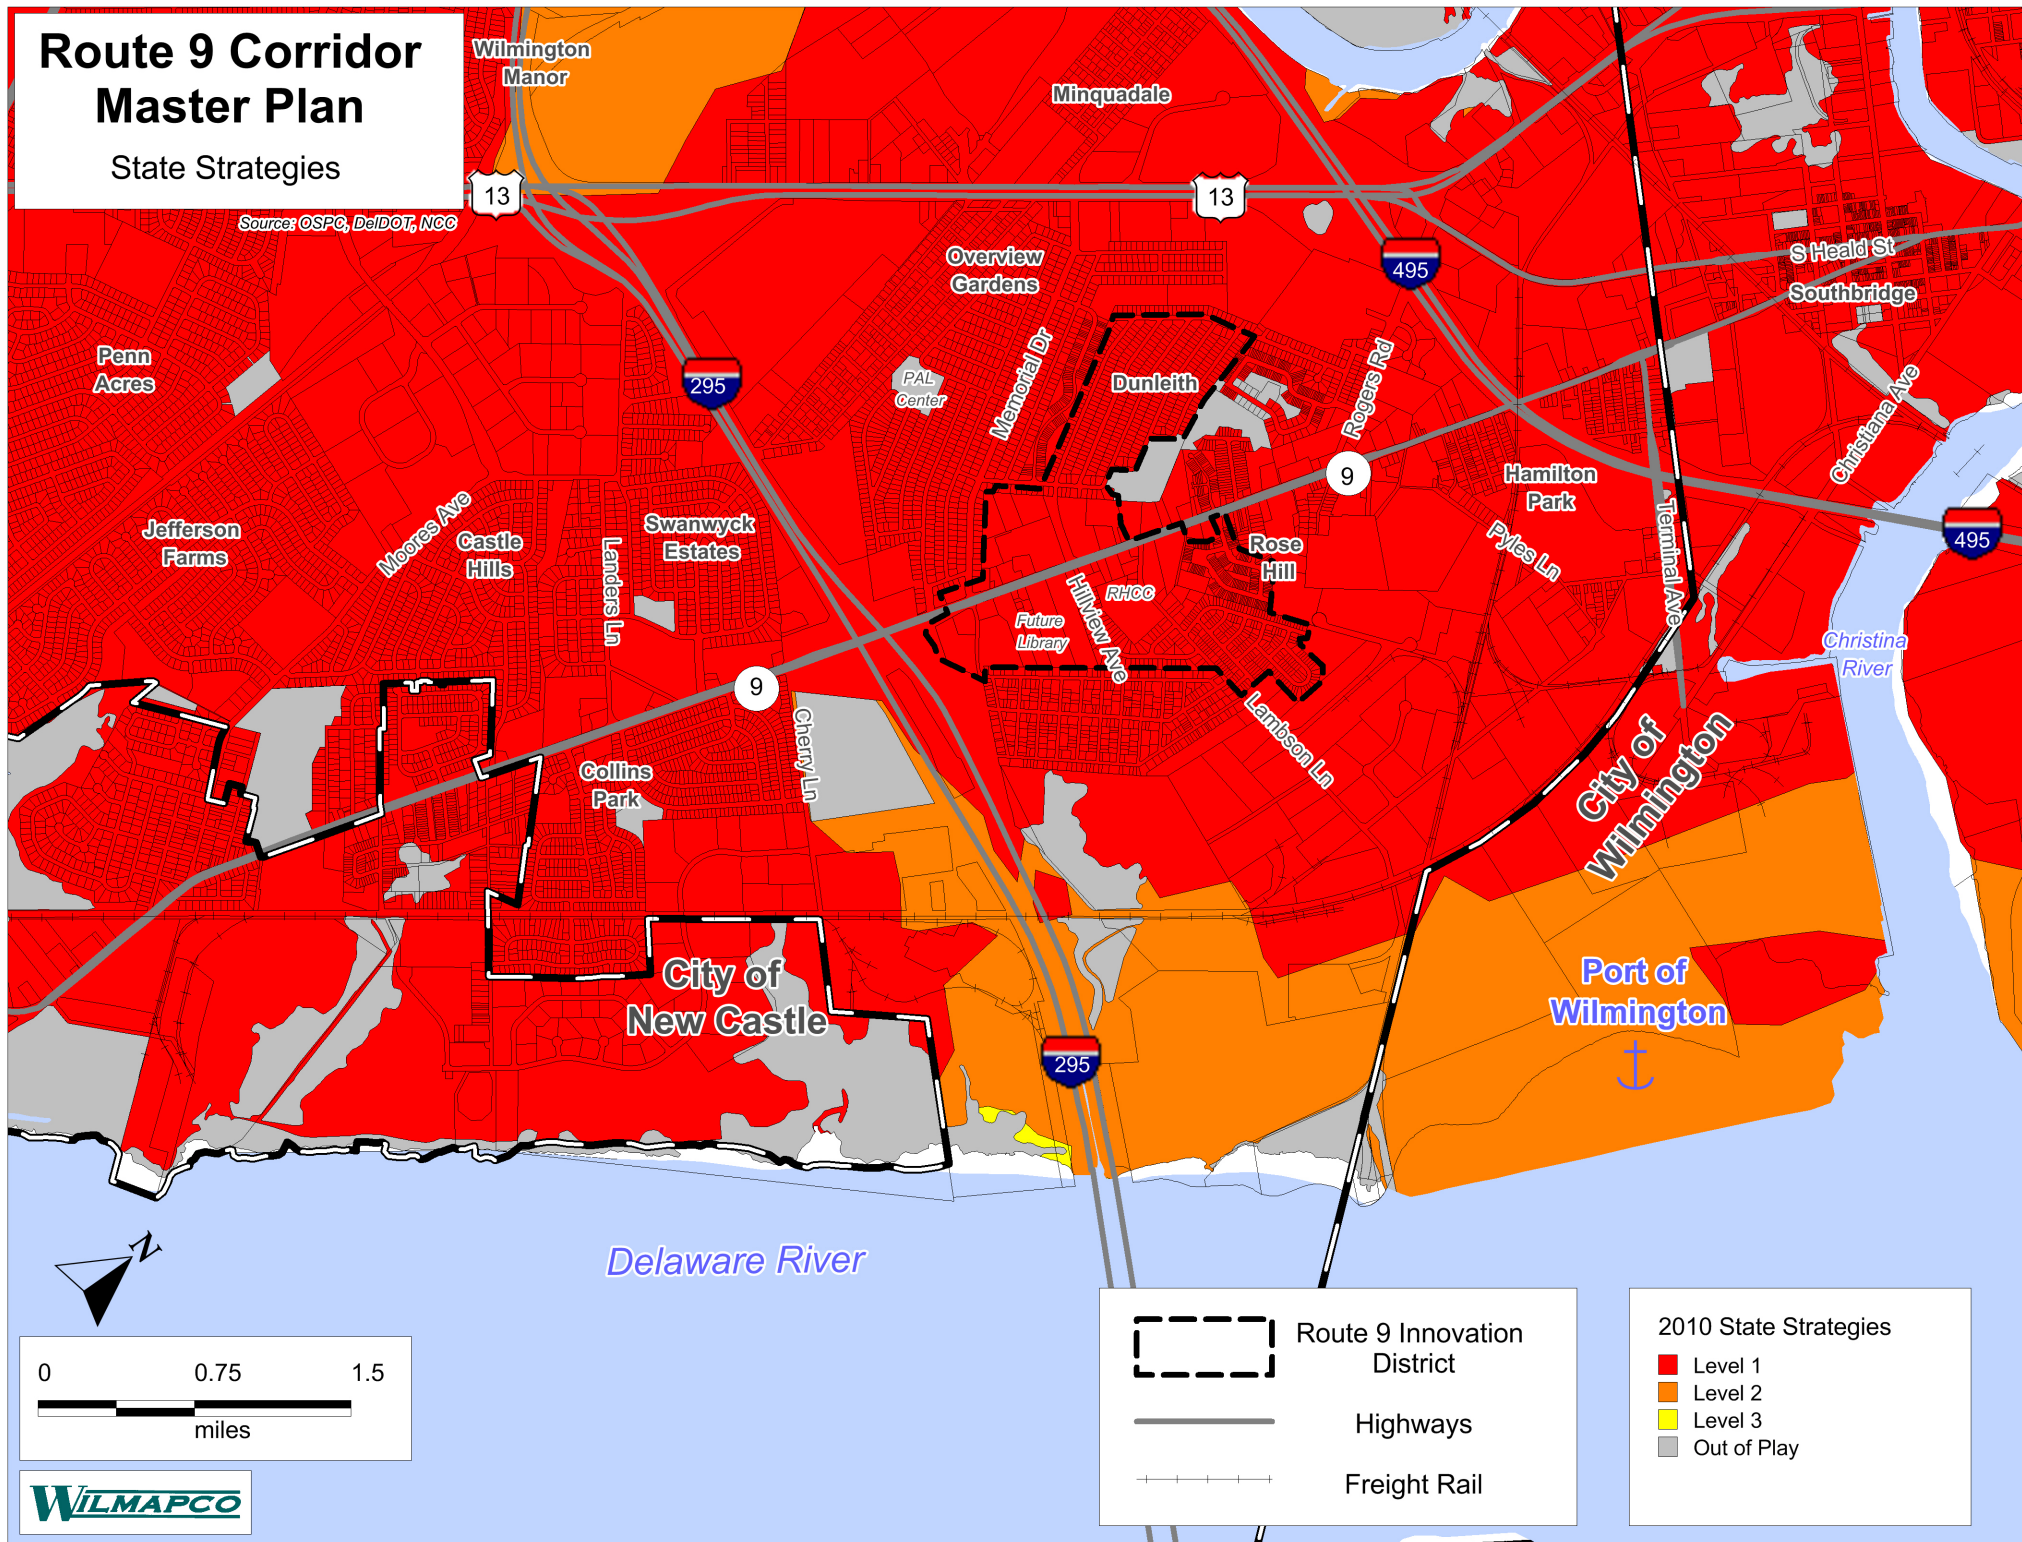 Route 9 Corridor
Master Plan
State Strategies
Source: OSPC, DelDOT, NCC
Wilmington
Manor
Minquadale
13
13
495
S Heald St
Southbridge
Overview
Gardens
Penn
Acres
295
PAL
Center
Memorial Dr
Dunleith
Rogers Rd
Christiana Ave
9
Hamilton
Park
Jefferson
Farms
Moores Ave
Castle
Hills
Landers Ln
Swanwyck
Estates
Rose
Hill
Pyles Ln
Terminal Ave
495
RHCC
Hillview Ave
Future
Library
Christina
River
9
Cherry Ln
Lambson Ln
City of
Wilmington
Collins
Park
City of
New Castle
Port of
Wilmington
295
N
Delaware River
0 0.75 1.5
miles
WILMAPCO
Route 9 Innovation
District
Highways
Freight Rail
2010 State Strategies
Level 1
Level 2
Level 3
Out of Play